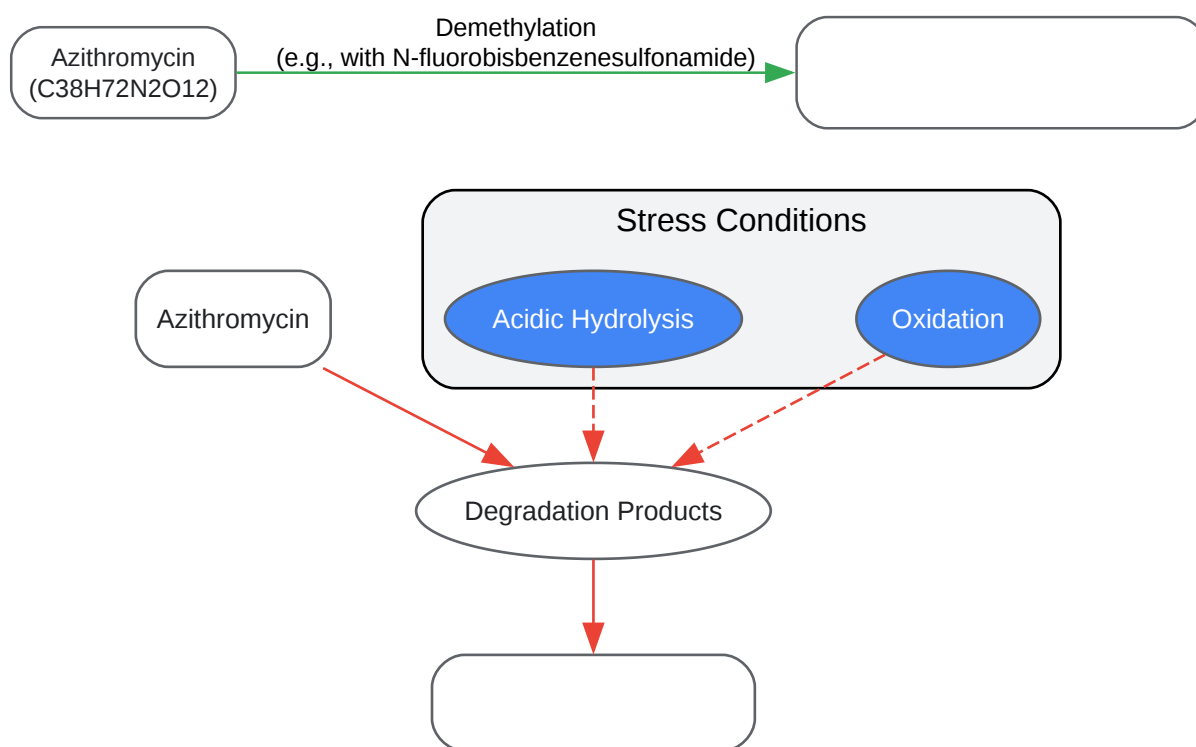 Demethylation
(e.g., with N-fluorobisbenzenesulfonamide)
Azithromycin
(C38H72N2O12)
Stress Conditions
Azithromycin
Acidic Hydrolysis
Oxidation
Degradation Products